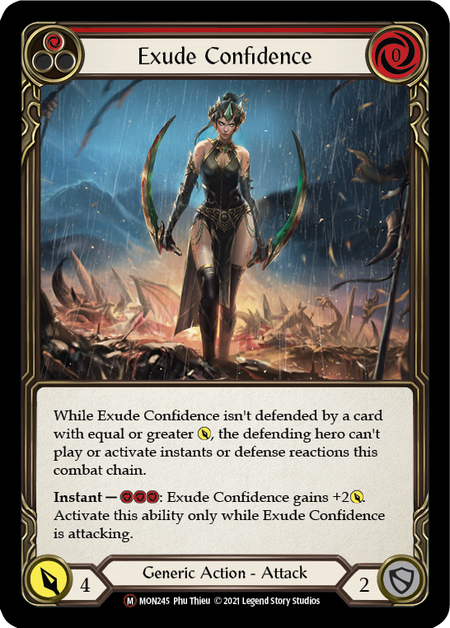 Exude Confidence
0
While Exude Confidence isn't defended by a card
with equal or greater , the defending hero can't
play or activate instants or defense reactions this
combat chain.
Instant — : Exude Confidence gains +2.
Activate this ability only while Exude Confidence
is attacking.
4
Generic Action - Attack
2
M MON245 Phu Thieu © 2021 Legend Story Studios